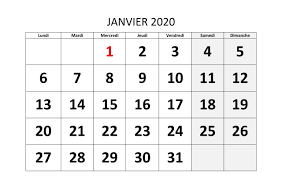 JANVIER 2020
Lundi Mardi Mercredi Jeudi Vendredi Samedi Dimanche
1 2 3 4 5
6 7 8 9 10 11 12
13 14 15 16 17 18 19
20 21 22 23 24 25 26
27 28 29 30 31